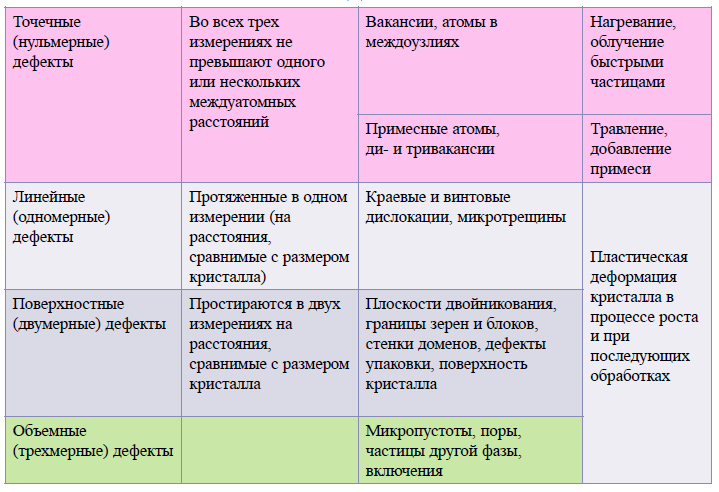 Точечные
(нульмерные)
дефекты
Во всех трех
измерениях не
превышают одного
или нескольких
междуатомных
расстояний
Вакансии, атомы в
междоузлиях
Нагревание,
облучение
быстрыми
частицами
Примесные атомы,
ди- и тривакансии
Травление,
добавление
примеси
Линейные
(одномерные)
дефекты
Протяженные в одном
измерении (на
расстояния,
сравнимые с размером
кристалла)
Краевые и винтовые
дислокации, микротрещины
Пластическая
деформация
кристалла в
процессе роста
и при
последующих
обработках
Поверхностные
(двумерные) дефекты
Простираются в двух
измерениях на
расстояния,
сравнимые с размером
кристалла
Плоскости двойникования,
границы зерен и блоков,
стенки доменов, дефекты
упаковки, поверхность
кристалла
Объемные
(трехмерные) дефекты
Микропустоты, поры,
частицы другой фазы,
включения